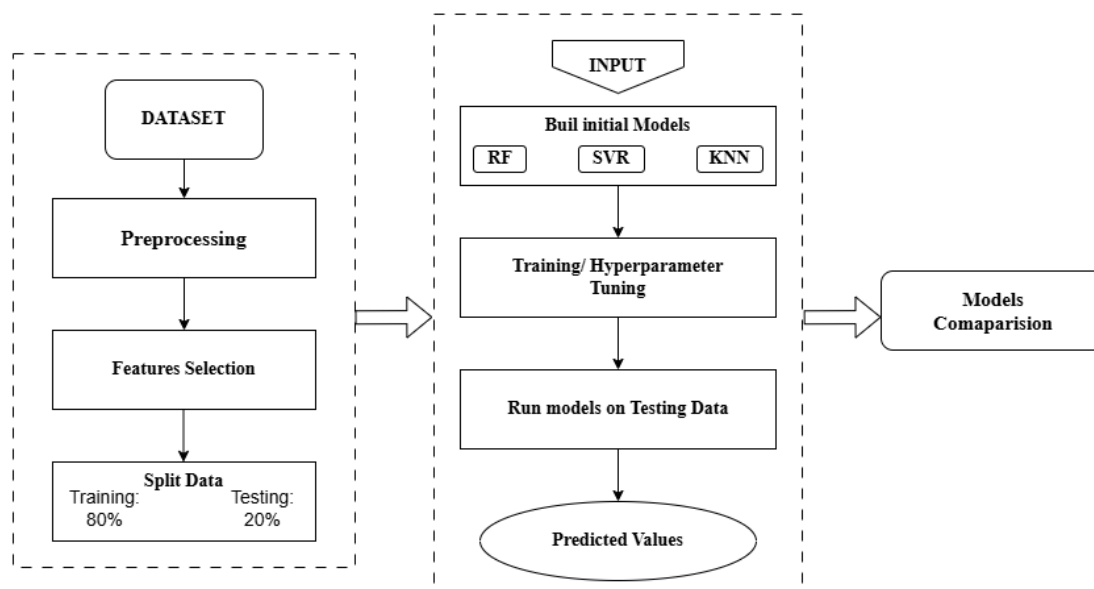 DATASET
Preprocessing
Features Selection
Split Data
Training: Testing:
80% 20%
INPUT
Buil initial Models
RF SVR KNN
Training/ Hyperparameter
Tuning
Run models on Testing Data
Predicted Values
Models
Comaparision